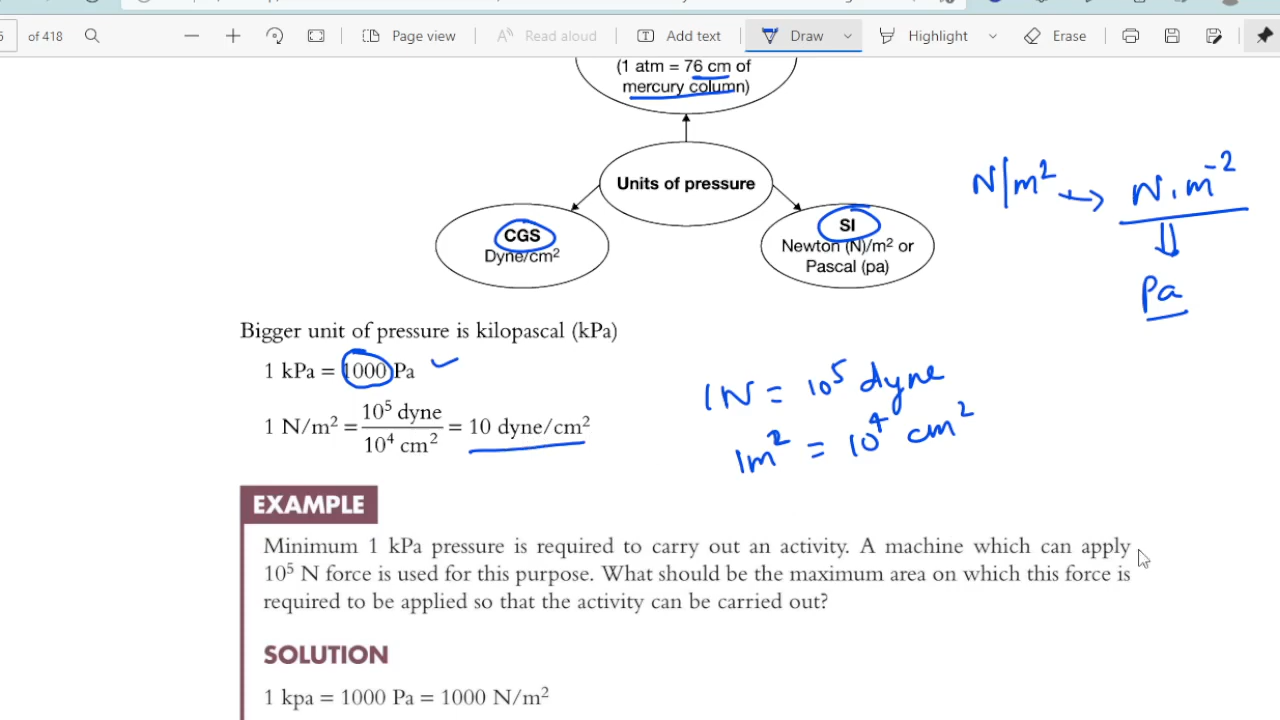 of 418
Page view
Read aloud
Add text
Draw
Highlight
Erase
(1 atm = 76 cm of
mercury column)
Units of pressure
CGS
Dyne/cm²
SI
Newton (N)/m² or
Pascal (pa)
N/m² → N.m⁻²
⇓
Pa
Bigger unit of pressure is kilopascal (kPa)
1 kPa = 1000 Pa ✓
1 N/m² = 10⁵ dyne / 10⁴ cm² = 10 dyne/cm²
1N = 10⁵ dyne
1m² = 10⁴ cm²
EXAMPLE
Minimum 1 kPa pressure is required to carry out an activity. A machine which can apply
10⁵ N force is used for this purpose. What should be the maximum area on which this force is
required to be applied so that the activity can be carried out?
SOLUTION
1 kpa = 1000 Pa = 1000 N/m²